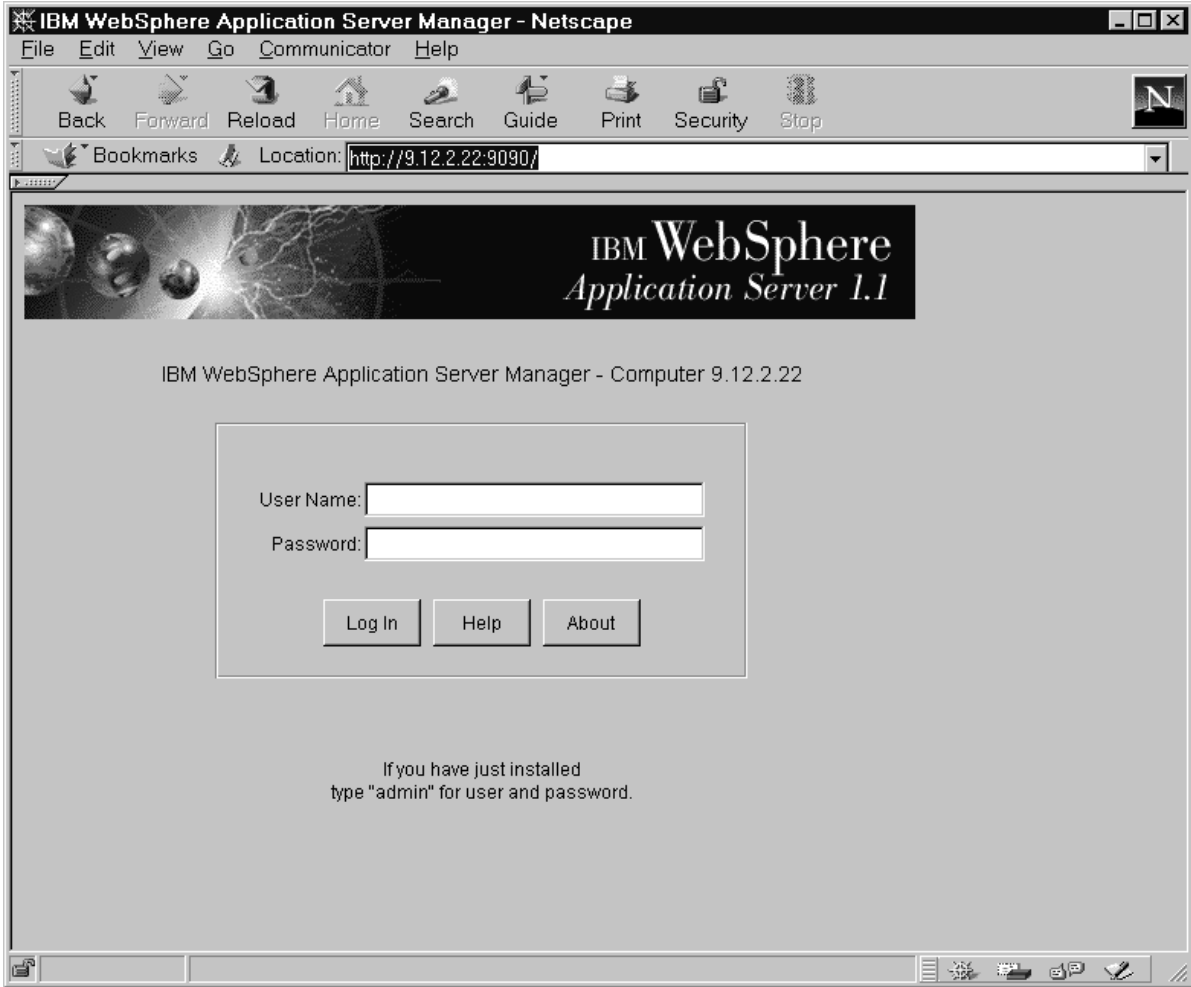 IBM WebSphere Application Server Manager - Netscape
File Edit View Go Communicator Help
Back Forward Reload Home Search Guide Print Security Stop
N
Bookmarks Location: http://9.12.2.22:9090/
IBM WebSphere
Application Server 1.1
IBM WebSphere Application Server Manager - Computer 9.12.2.22
User Name:
Password:
Log In Help About
If you have just installed
type "admin" for user and password.